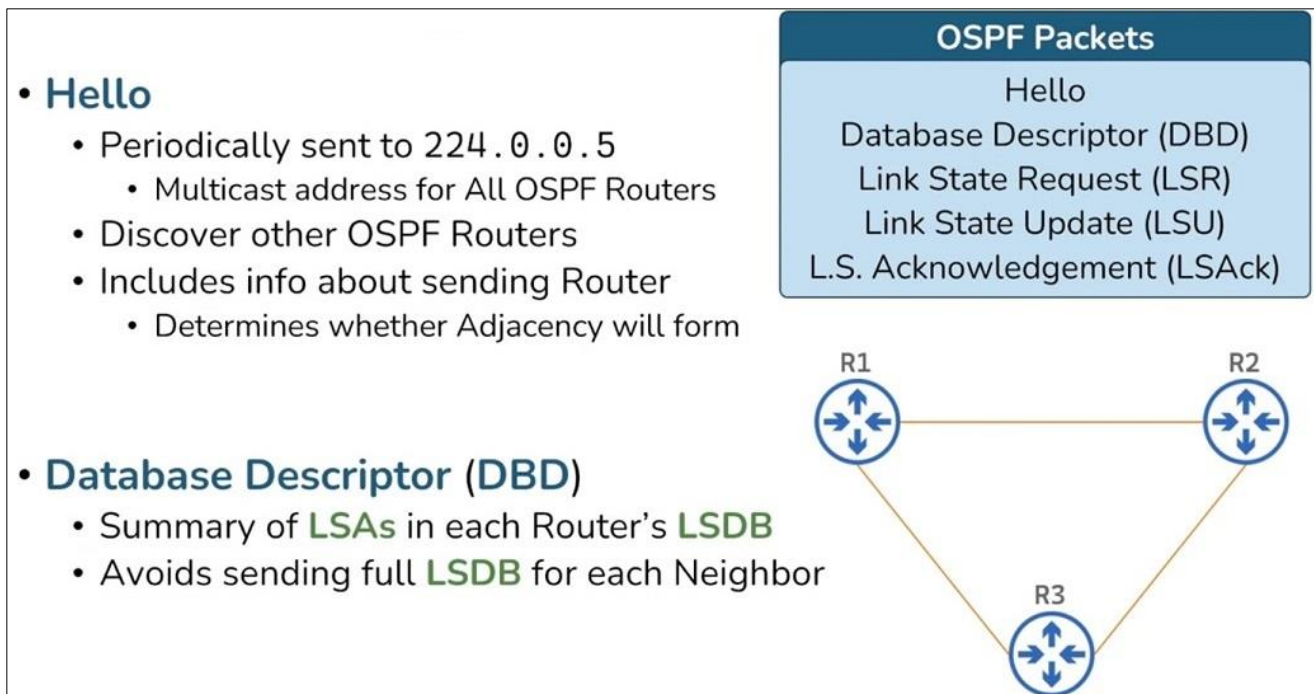 • Hello
• Periodically sent to 224.0.0.5
• Multicast address for All OSPF Routers
• Discover other OSPF Routers
• Includes info about sending Router
• Determines whether Adjacency will form
• Database Descriptor (DBD)
• Summary of LSAs in each Router's LSDB
• Avoids sending full LSDB for each Neighbor
OSPF Packets
Hello
Database Descriptor (DBD)
Link State Request (LSR)
Link State Update (LSU)
L.S. Acknowledgement (LSAck)
R1
R2
R3